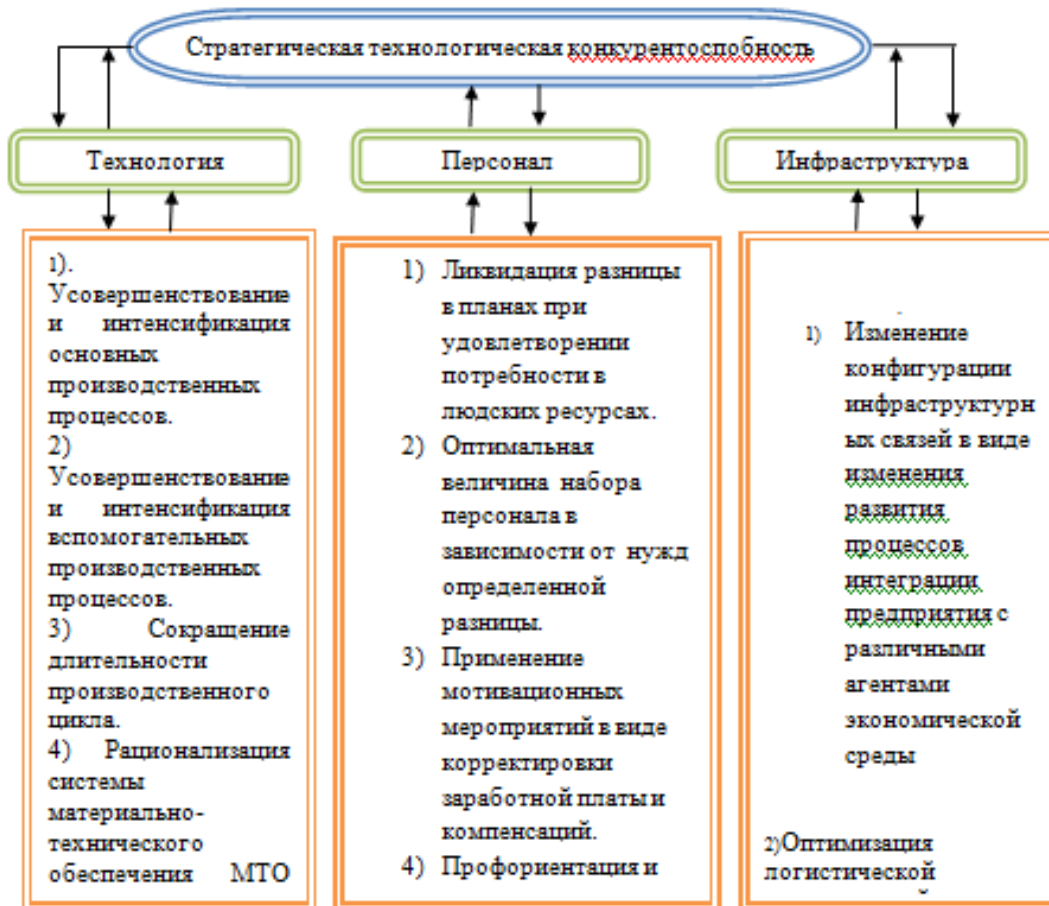 Стратегическая технологическая конкурентоспобность
Технология
Персонал
Инфраструктура
1).
Усовершенствование
и интенсификация
основных
производственных
процессов.
2)
Усовершенствование
и интенсификация
вспомогательных
производственных
процессов.
3) Сокращение
длительности
производственного
цикла.
4) Рационализация
системы
материально-
технического
обеспечения МТО
1) Ликвидация разницы
в планах при
удовлетворении
потребности в
людских ресурсах.
2) Оптимальная
величина набора
персонала в
зависимости от нужд
определенной
разницы.
3) Применение
мотивационных
мероприятий в виде
корректировки
заработной платы и
компенсаций.
4) Профориентация и
1) Изменение
конфигурации
инфраструктурн
ых связей в виде
изменения
развития
процессов
интеграции
предприятия с
различными
агентами
экономической
среды
2)Оптимизация
логистической